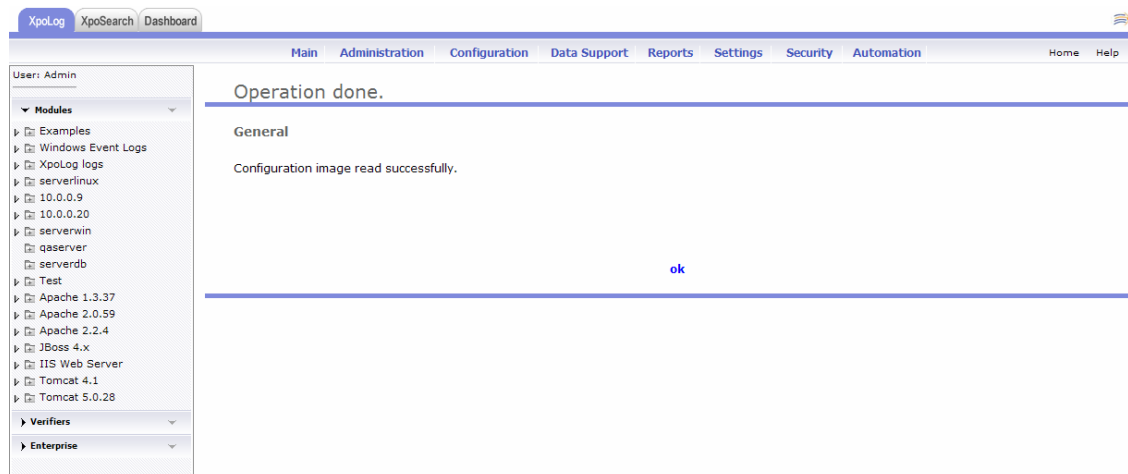 XpoLog XpoSearch Dashboard
Main Administration Configuration Data Support Reports Settings Security Automation Home Help
User: Admin
Modules
Examples
Windows Event Logs
XpoLog logs
serverlinux
10.0.0.9
10.0.0.20
serverwin
qaserver
serverdb
Test
Apache 1.3.37
Apache 2.0.59
Apache 2.2.4
JBoss 4.x
IIS Web Server
Tomcat 4.1
Tomcat 5.0.28
Verifiers
Enterprise
Operation done.
General
Configuration image read successfully.
ok